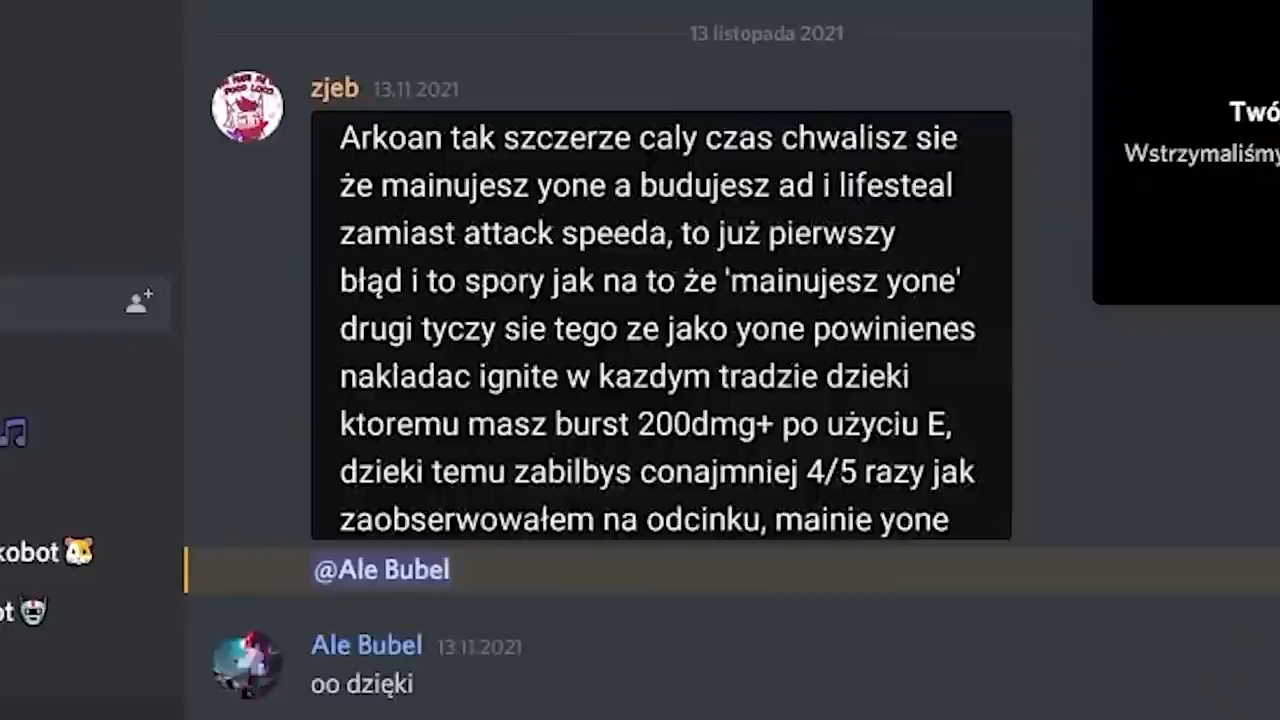 13 listopada 2021
Twó
Wstrzymaliśmy
zjeb 13.11.2021
Arkoan tak szczerze caly czas chwalisz sie
że mainujesz yone a budujesz ad i lifesteal
zamiast attack speeda, to już pierwszy
błąd i to spory jak na to że 'mainujesz yone'
drugi tyczy sie tego ze jako yone powinienes
nakladac ignite w kazdym tradzie dzieki
ktoremu masz burst 200dmg+ po użyciu E,
dzieki temu zabilbys conajmniej 4/5 razy jak
zaobserwowałem na odcinku, mainie yone
kobot
@Ale Bubel
ot
Ale Bubel 13.11.2021
oo dzięki